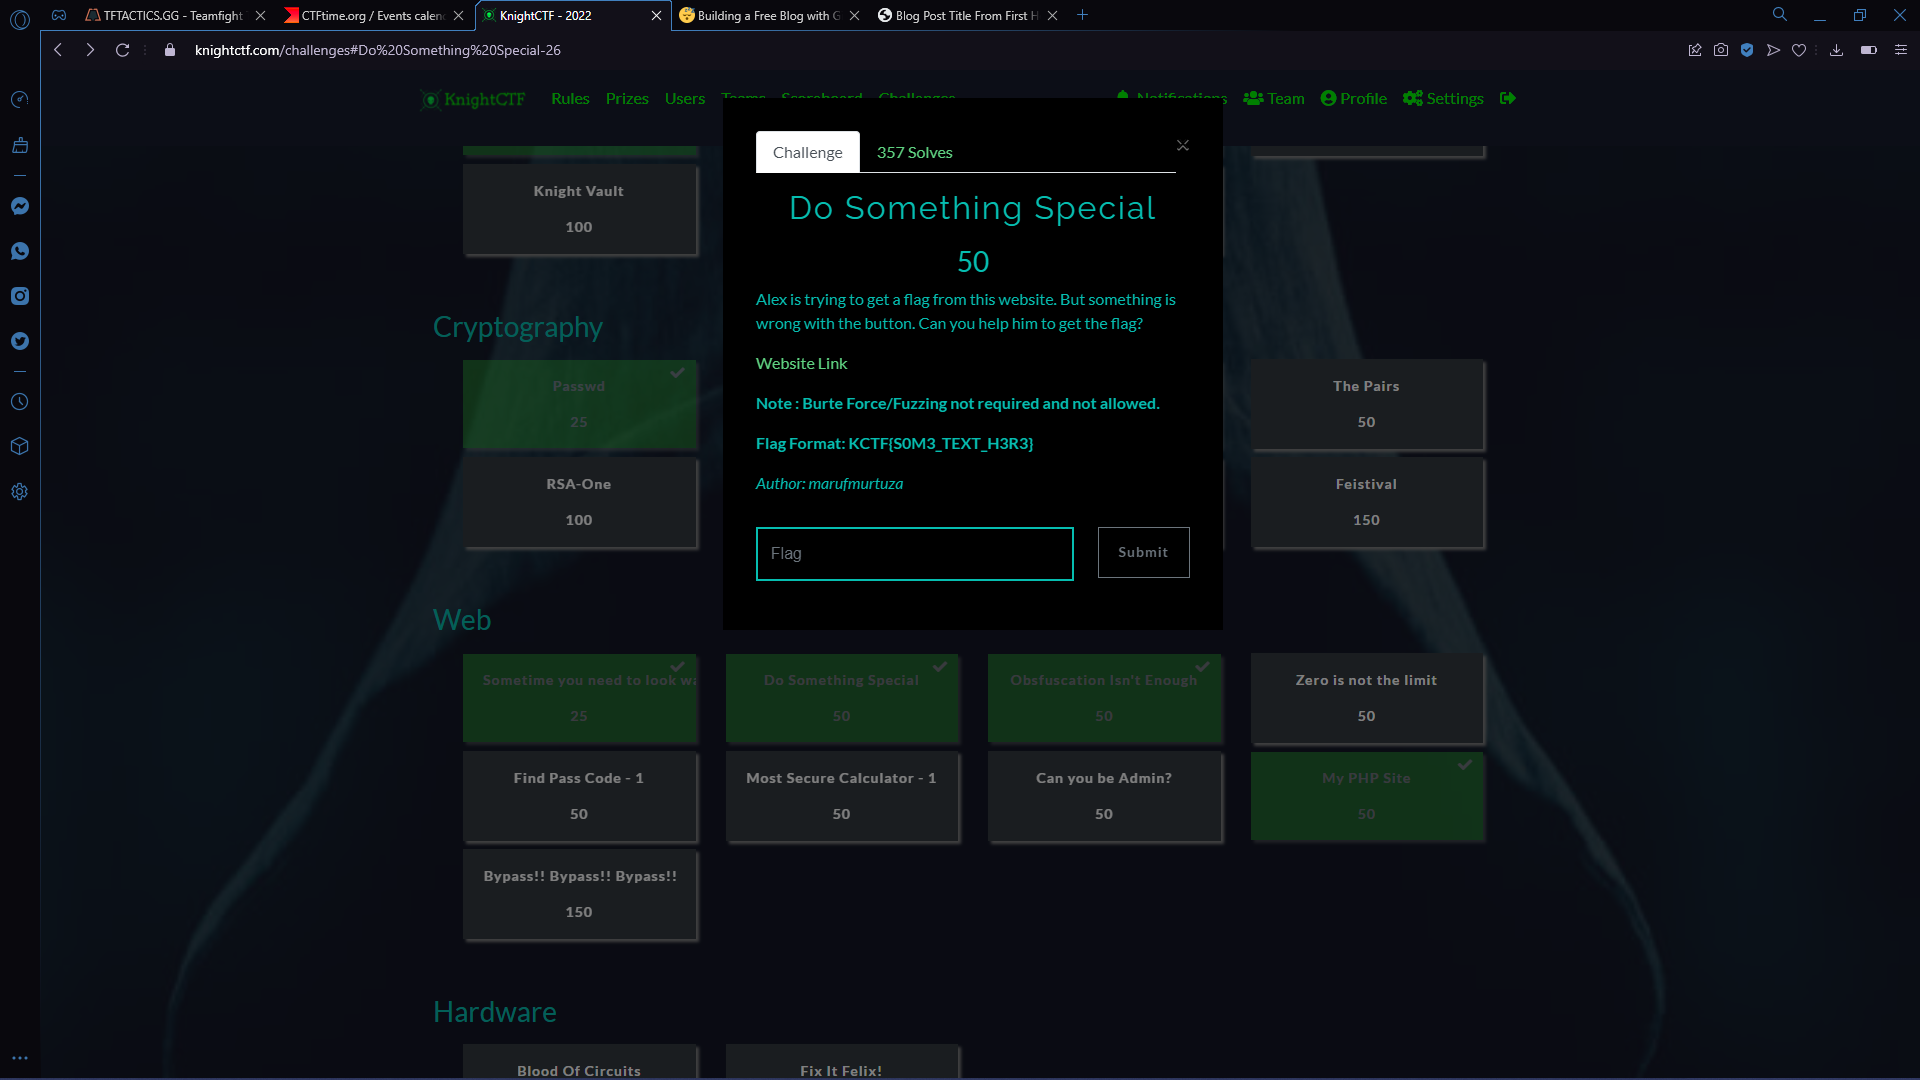 TFTACTICS.GG - Teamfight
CTFtime.org / Events calen
KnightCTF - 2022
Building a Free Blog with G
Blog Post Title From First H
knightctf.com/challenges#Do%20Something%20Special-26
KnightCTF
Rules
Prizes
Users
Teams
Scoreboard
Challenges
Notifications
Team
Profile
Settings
Challenge
357 Solves
Do Something Special
50
Alex is trying to get a flag from this website. But something is
wrong with the button. Can you help him to get the flag?
Website Link
Note : Burte Force/Fuzzing not required and not allowed.
Flag Format: KCTF{S0M3_TEXT_H3R3}
Author: marufmurtuza
Flag
Submit
Knight Vault
100
Cryptography
Passwd
25
The Pairs
50
RSA-One
100
Feistival
150
Web
Sometime you need to look wa
25
Do Something Special
50
Obsfuscation Isn't Enough
50
Zero is not the limit
50
Find Pass Code - 1
50
Most Secure Calculator - 1
50
Can you be Admin?
50
My PHP Site
50
Bypass!! Bypass!! Bypass!!
150
Hardware
Blood Of Circuits
Fix It Felix!